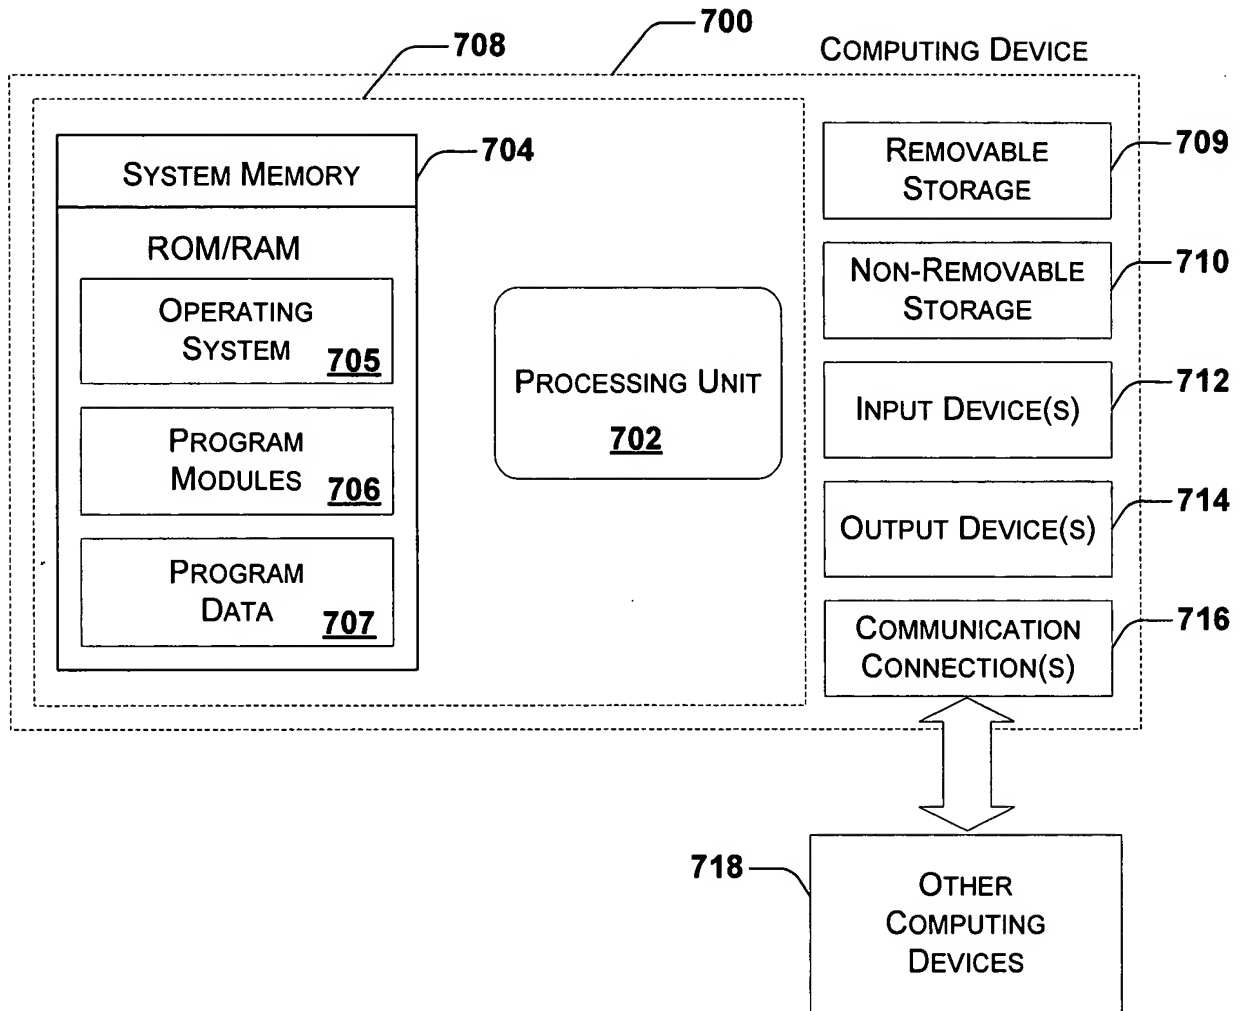 700
COMPUTING DEVICE
708
704
SYSTEM MEMORY
ROM/RAM
OPERATING
SYSTEM
705
PROGRAM
MODULES
706
PROGRAM
DATA
707
PROCESSING UNIT
702
REMOVABLE
STORAGE
709
NON-REMOVABLE
STORAGE
710
INPUT DEVICE(S)
712
OUTPUT DEVICE(S)
714
COMMUNICATION
CONNECTION(S)
716
718
OTHER
COMPUTING
DEVICES